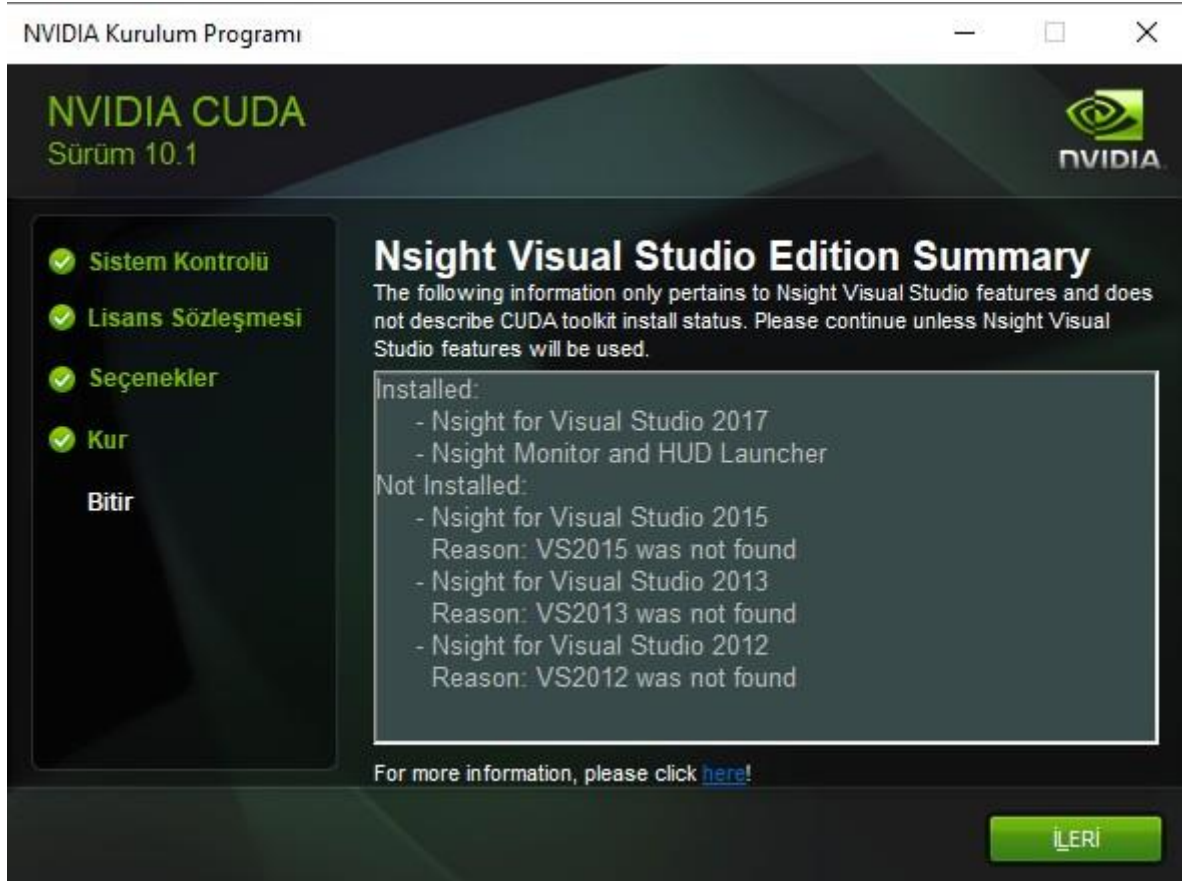 NVIDIA Kurulum Programı
NVIDIA CUDA
Sürüm 10.1
NVIDIA.
Sistem Kontrolü
Lisans Sözleşmesi
Seçenekler
Kur
Bitir
Nsight Visual Studio Edition Summary
The following information only pertains to Nsight Visual Studio features and does
not describe CUDA toolkit install status. Please continue unless Nsight Visual
Studio features will be used.
Installed:
- Nsight for Visual Studio 2017
- Nsight Monitor and HUD Launcher
Not Installed:
- Nsight for Visual Studio 2015
Reason: VS2015 was not found
- Nsight for Visual Studio 2013
Reason: VS2013 was not found
- Nsight for Visual Studio 2012
Reason: VS2012 was not found
For more information, please click here!
İLERİ